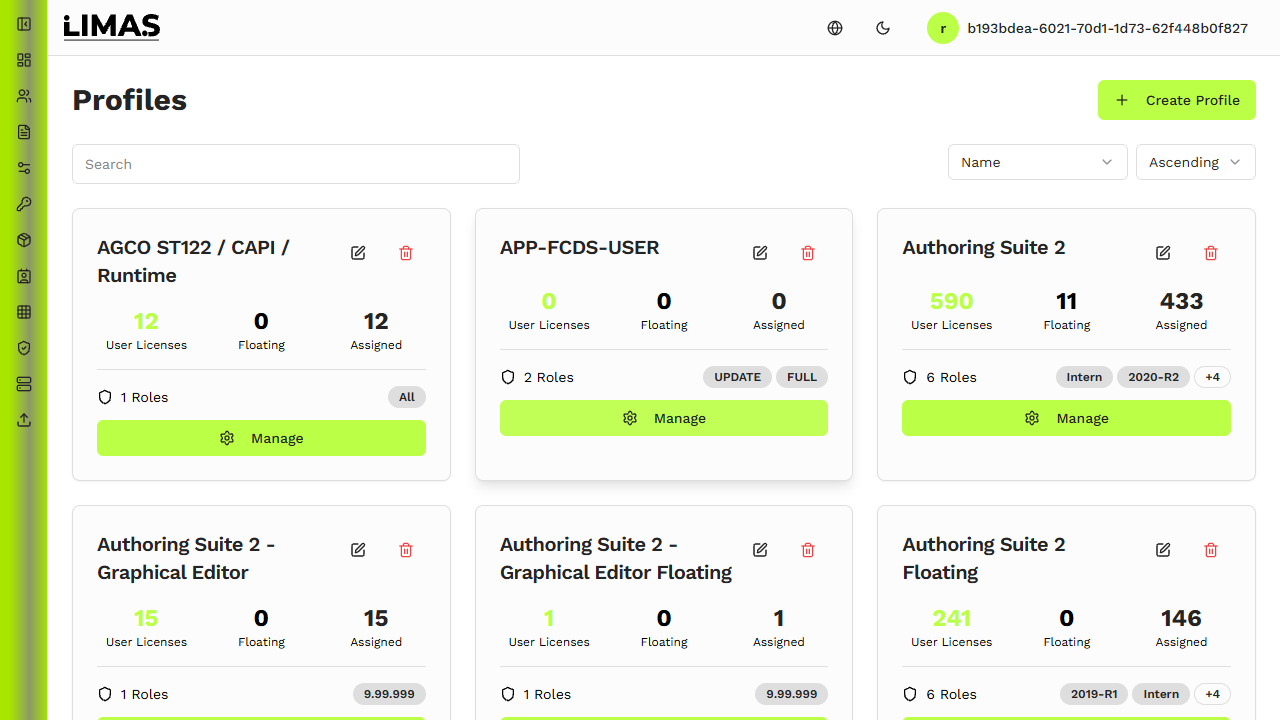 LIMAS
r b193bdea-6021-70d1-1d73-62f448b0f827
Profiles
Create Profile
Search
Name
Ascending
AGCO ST122 / CAPI /
Runtime
12 0 12
User Licenses Floating Assigned
1 Roles All
Manage
APP-FCDS-USER
0 0 0
User Licenses Floating Assigned
2 Roles UPDATE FULL
Manage
Authoring Suite 2
590 11 433
User Licenses Floating Assigned
6 Roles Intern 2020-R2 +4
Manage
Authoring Suite 2 -
Graphical Editor
15 0 15
User Licenses Floating Assigned
1 Roles 9.99.999
Authoring Suite 2 -
Graphical Editor Floating
1 0 1
User Licenses Floating Assigned
1 Roles 9.99.999
Authoring Suite 2
Floating
241 0 146
User Licenses Floating Assigned
6 Roles 2019-R1 Intern +4